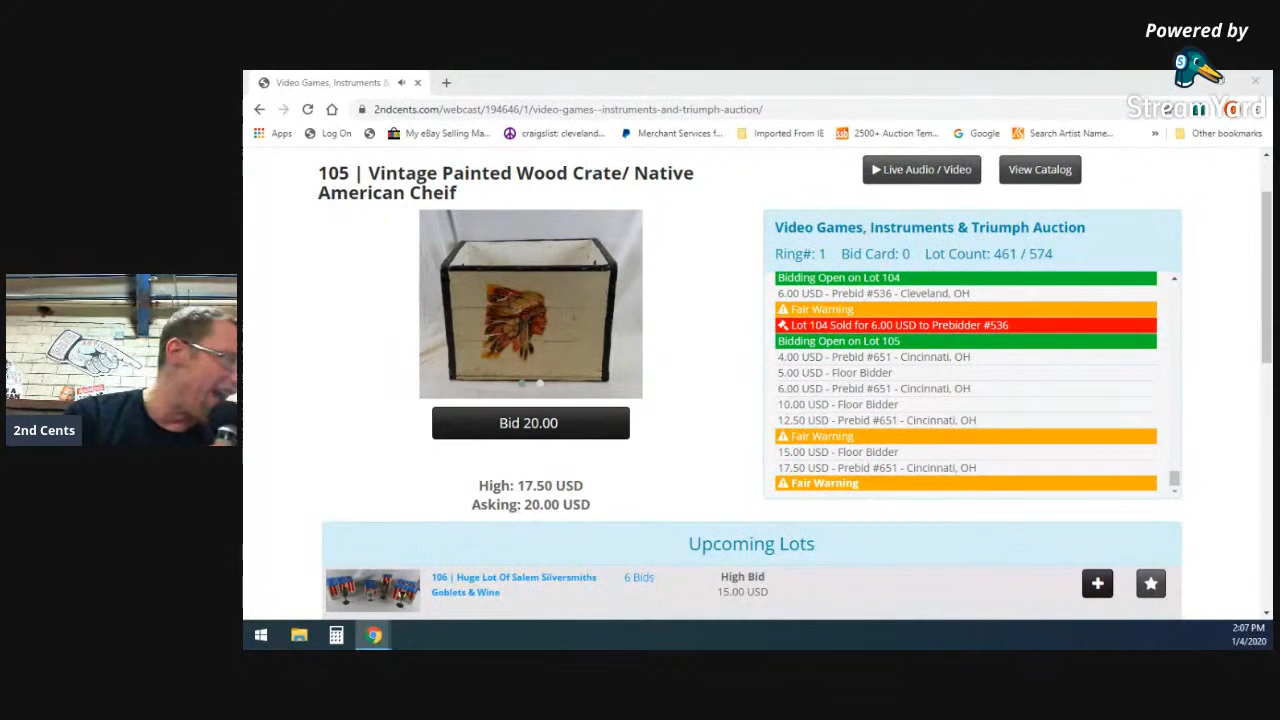 Powered by
StreamYard
Video Games, Instruments &
2ndcents.com/webcast/194646/1/video-games--instruments-and-triumph-auction/
Apps
Log On
My eBay Selling Ma...
craigslist: cleveland...
Merchant Services f...
Imported From IE
2500+ Auction Tem...
Google
Search Artist Name...
»
Other bookmarks
105 | Vintage Painted Wood Crate/ Native
American Cheif
Live Audio / Video
View Catalog
Bid 20.00
High: 17.50 USD
Asking: 20.00 USD
Video Games, Instruments & Triumph Auction
Ring#: 1 Bid Card: 0 Lot Count: 461 / 574
Bidding Open on Lot 104
6.00 USD - Prebid #536 - Cleveland, OH
Fair Warning
Lot 104 Sold for 6.00 USD to Prebidder #536
Bidding Open on Lot 105
4.00 USD - Prebid #651 - Cincinnati, OH
5.00 USD - Floor Bidder
6.00 USD - Prebid #651 - Cincinnati, OH
10.00 USD - Floor Bidder
12.50 USD - Prebid #651 - Cincinnati, OH
Fair Warning
15.00 USD - Floor Bidder
17.50 USD - Prebid #651 - Cincinnati, OH
Fair Warning
Upcoming Lots
106 | Huge Lot Of Salem Silversmiths
Goblets & Wine
6 Bids
High Bid
15.00 USD
2nd Cents
2:07 PM
1/4/2020